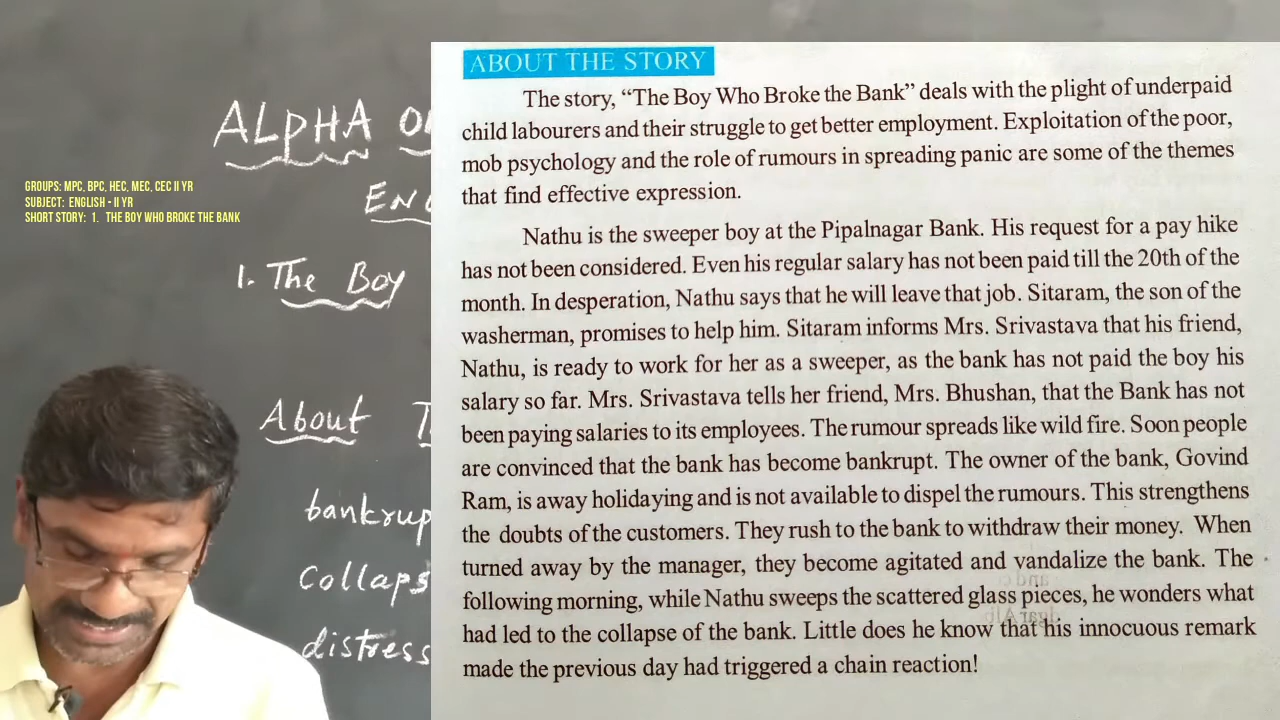 ABOUT THE STORY
The story, “The Boy Who Broke the Bank” deals with the plight of underpaid
child labourers and their struggle to get better employment. Exploitation of the poor,
mob psychology and the role of rumours in spreading panic are some of the themes
that find effective expression.
Nathu is the sweeper boy at the Pipalnagar Bank. His request for a pay hike
has not been considered. Even his regular salary has not been paid till the 20th of the
month. In desperation, Nathu says that he will leave that job. Sitaram, the son of the
washerman, promises to help him. Sitaram informs Mrs. Srivastava that his friend,
Nathu, is ready to work for her as a sweeper, as the bank has not paid the boy his
salary so far. Mrs. Srivastava tells her friend, Mrs. Bhushan, that the Bank has not
been paying salaries to its employees. The rumour spreads like wild fire. Soon people
are convinced that the bank has become bankrupt. The owner of the bank, Govind
Ram, is away holidaying and is not available to dispel the rumours. This strengthens
the doubts of the customers. They rush to the bank to withdraw their money. When
turned away by the manager, they become agitated and vandalize the bank. The
following morning, while Nathu sweeps the scattered glass pieces, he wonders what
had led to the collapse of the bank. Little does he know that his innocuous remark
made the previous day had triggered a chain reaction!
ALPHA
EN
GROUPS: MPC, BPC, HEC, MEC, CEC II YR
SUBJECT: ENGLISH - II YR
SHORT STORY: 1. THE BOY WHO BROKE THE BANK
1. The Boy
About T
bankrup
Collaps
distress